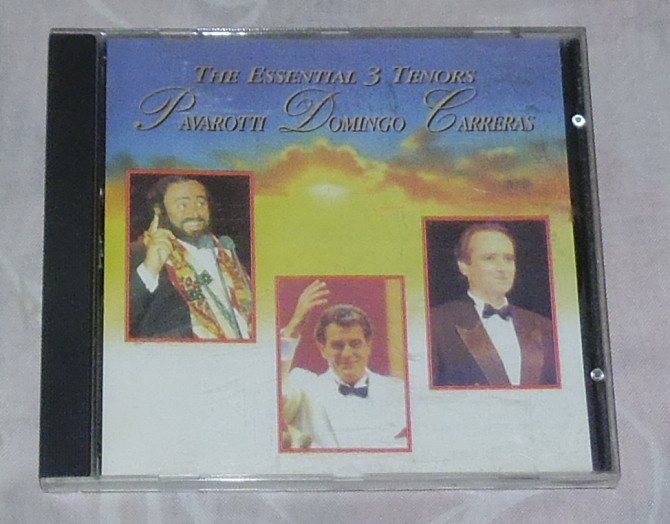 The Essential 3 Tenors
Pavarotti Domingo Carreras